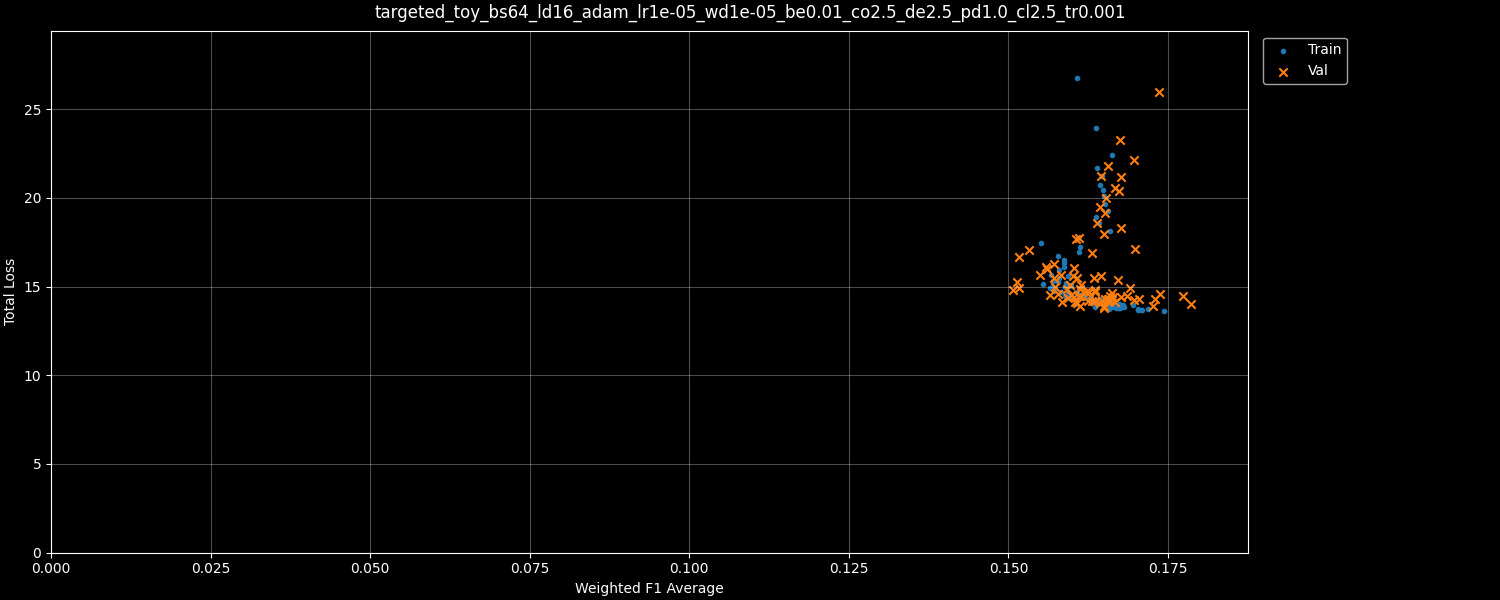 targeted_toy_bs64_ld16_adam_lr1e-05_wd1e-05_be0.01_co2.5_de2.5_pd1.0_cl2.5_tr0.001
Train
Val
Total Loss
25
20
15
10
5
0
0.000 0.025 0.050 0.075 0.100 0.125 0.150 0.175
Weighted F1 Average